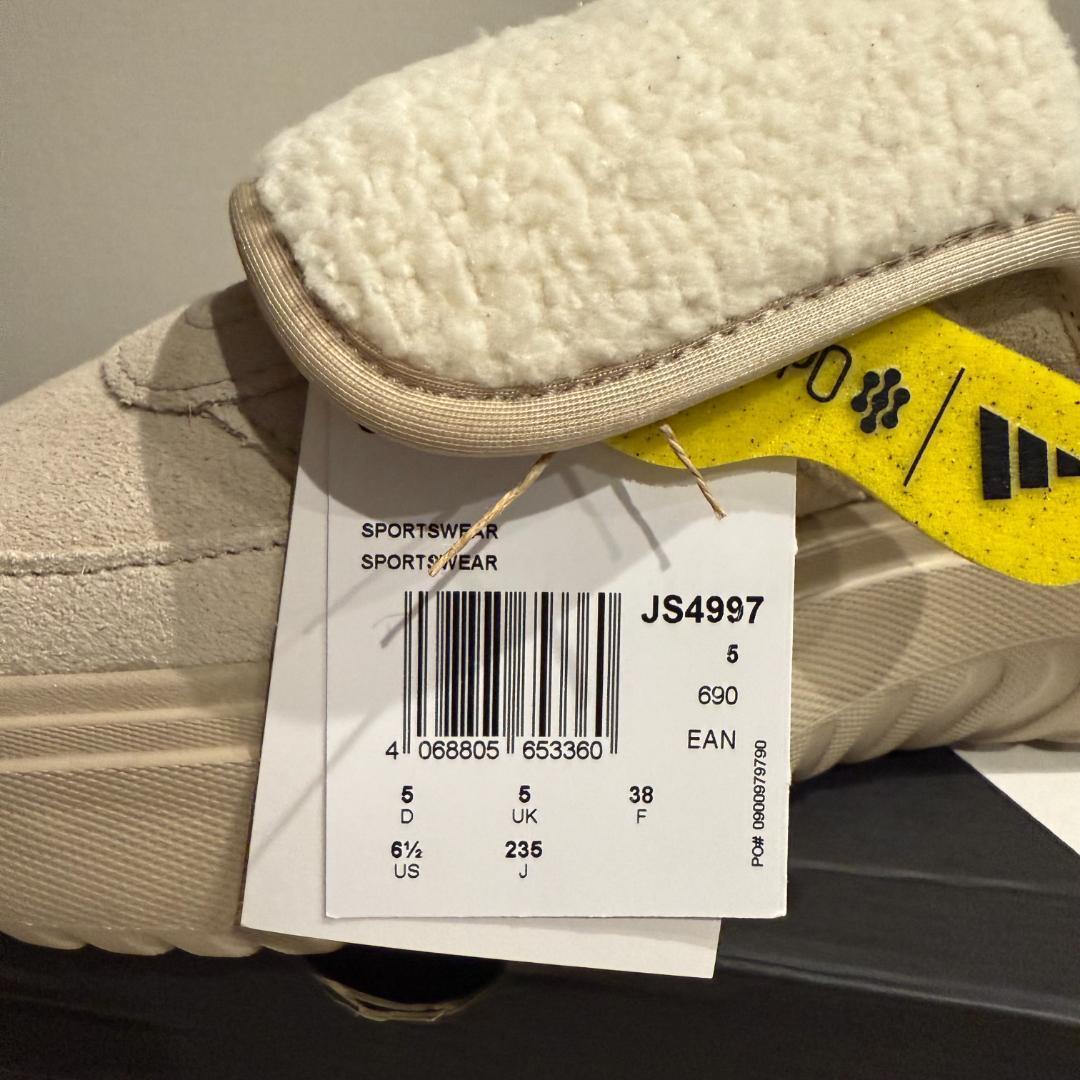 SPORTSWEAR
SPORTSWEAR
JS4997
5
690
EAN
4 068805 653360
5 5 38
D UK F
6½ 235
US J
PO# 0900979790